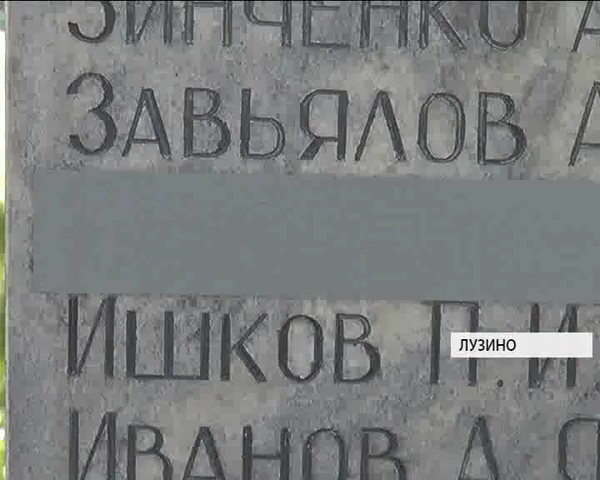 ЗИНЧЕНКО А
ЗАВЬЯЛОВ А
ИШКОВ П.И.
ЛУЗИНО
ИВАНОВ А Я